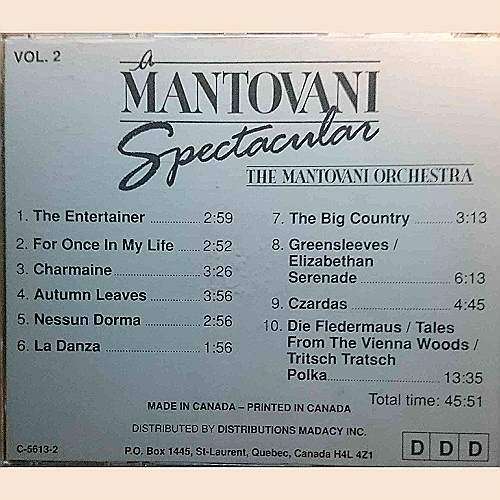 VOL. 2
a
MANTOVANI
Spectacular
THE MANTOVANI ORCHESTRA
1. The Entertainer 2:59
2. For Once In My Life 2:52
3. Charmaine 3:26
4. Autumn Leaves 3:56
5. Nessun Dorma 2:56
6. La Danza 1:56
7. The Big Country 3:13
8. Greensleeves /
Elizabethan
Serenade 6:13
9. Czardas 4:45
10. Die Fledermaus / Tales
From The Vienna Woods /
Tritsch Tratsch
Polka 13:35
Total time: 45:51
MADE IN CANADA – PRINTED IN CANADA
DISTRIBUTED BY DISTRIBUTIONS MADACY INC.
C-5613-2
P.O. Box 1445, St-Laurent, Quebec, Canada H4L 4Z1
D D D